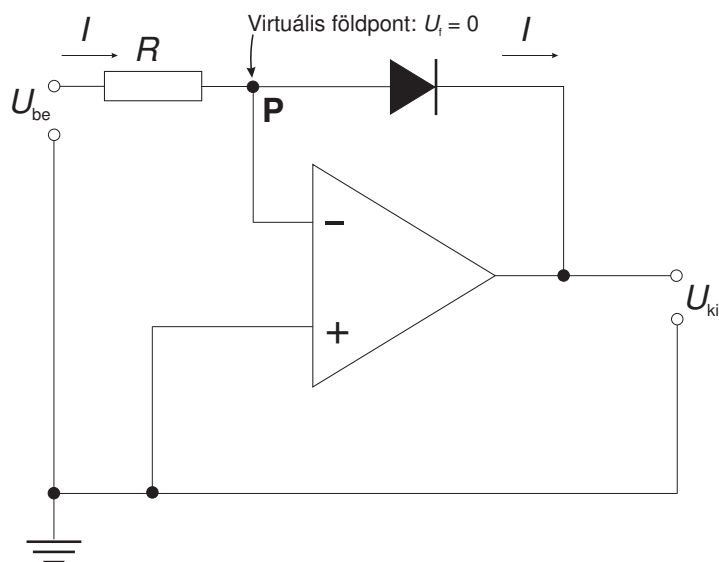 Virtuális földpont: Uf = 0
I
I
R
P
Ube
−
+
Uki